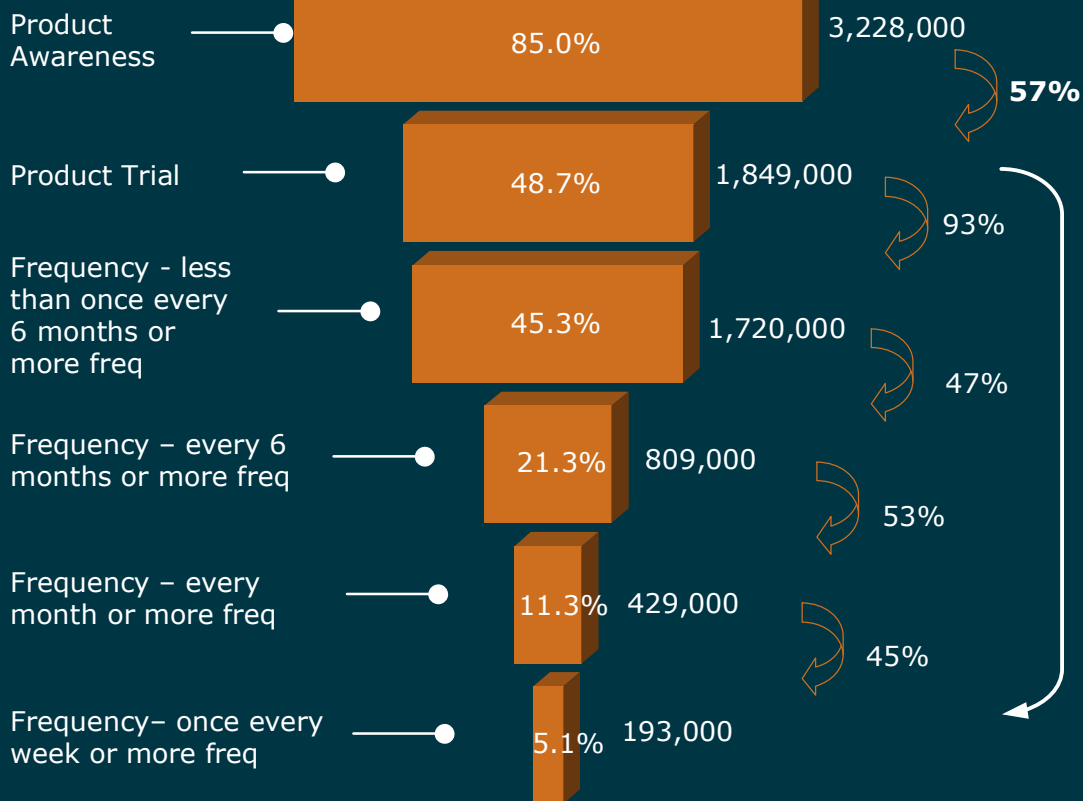 Product
Awareness
85.0%
3,228,000
57%
Product Trial
48.7%
1,849,000
93%
Frequency - less
than once every
6 months or
more freq
45.3%
1,720,000
47%
Frequency – every 6
months or more freq
21.3%
809,000
53%
Frequency – every
month or more freq
11.3%
429,000
45%
Frequency– once every
week or more freq
5.1%
193,000